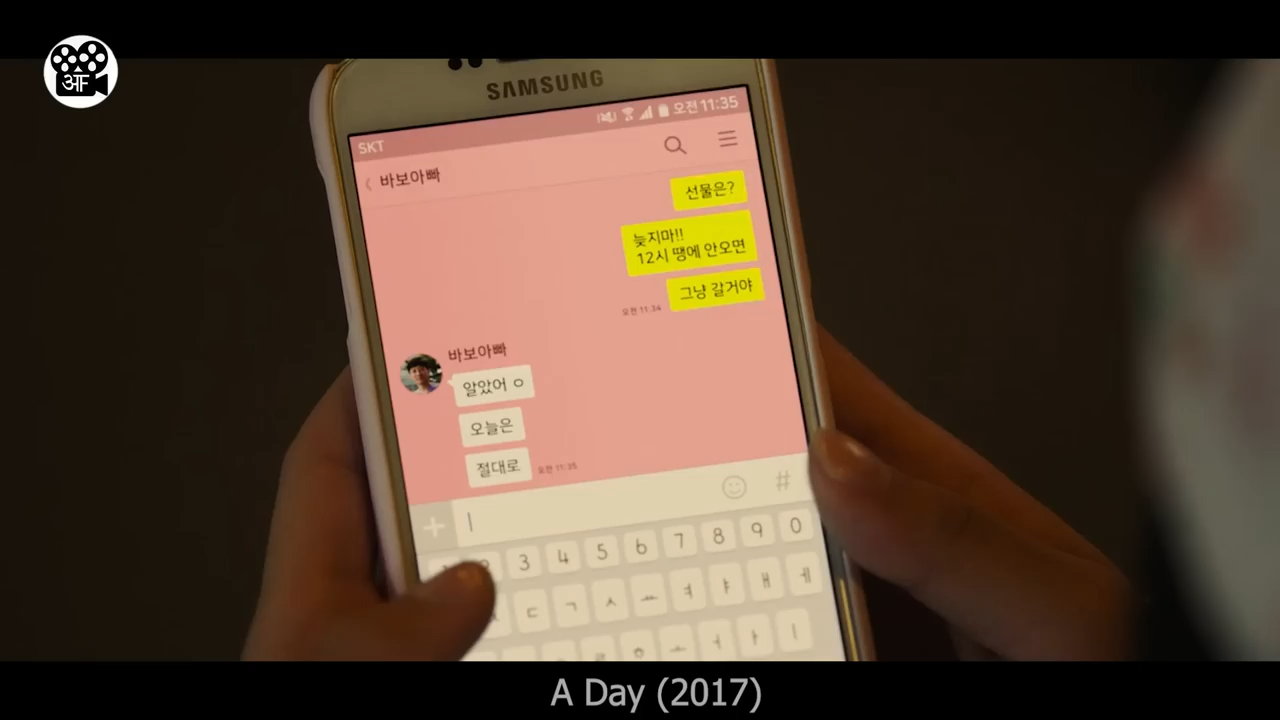 अF
SAMSUNG
SKT
오전 11:35
바보아빠
선물은?
늦지마!!
12시 땡에 안오면
그냥 갈거야
오전 11:34
바보아빠
알았어 ㅇ
오늘은
절대로
오전 11:35
#
3 4 5 6 7 8 9 0
ㄷ ㄱ ㅅ ㅛ ㅕ ㅑ ㅐ ㅔ
ㄹ ㅎ ㅗ ㅓ ㅏ ㅣ
A Day (2017)